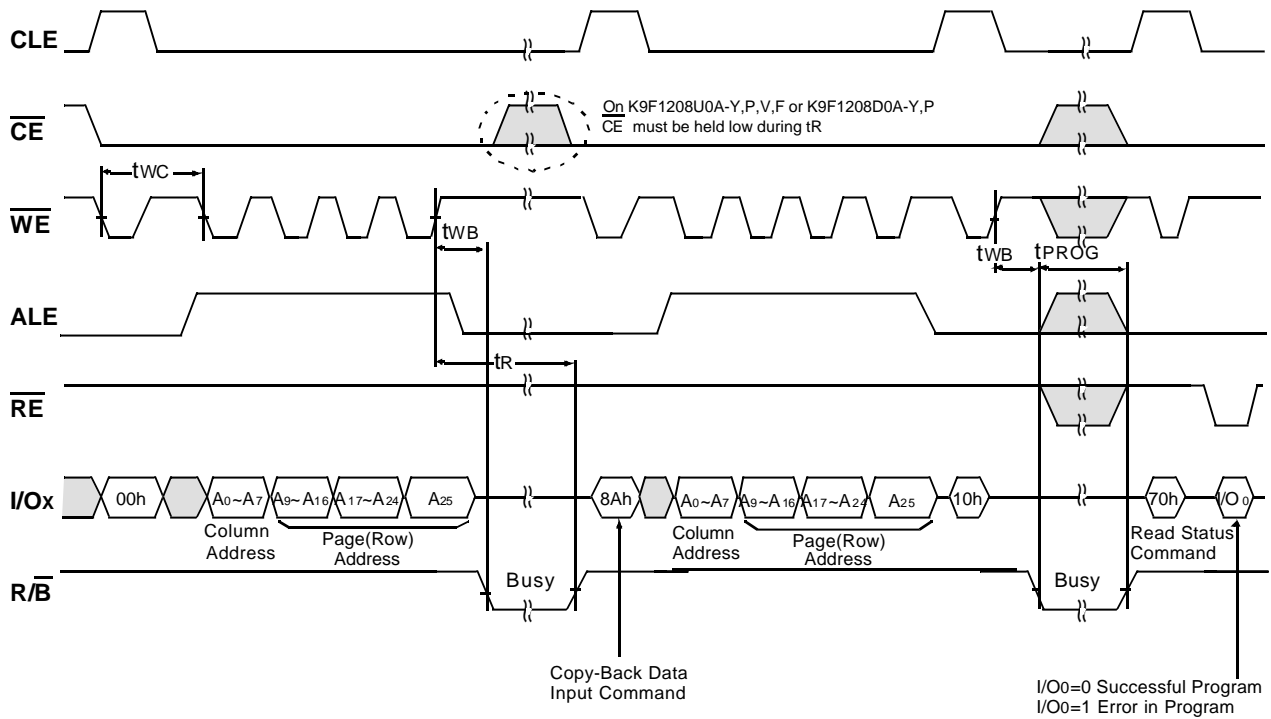 CLE
CE
On K9F1208U0A-Y,P,V,F or K9F1208D0A-Y,P
CE must be held low during tR
tWC
WE
tWB
tWB
tPROG
ALE
tR
RE
I/Ox
00h
A0~A7
A9~A16
A17~A24
A25
8Ah
A0~A7
A9~A16
A17~A24
A25
10h
70h
I/O0
Column
Address
Page(Row)
Address
Column
Address
Page(Row)
Address
Read Status
Command
R/B
Busy
Busy
Copy-Back Data
Input Command
I/O0=0 Successful Program
I/O0=1 Error in Program